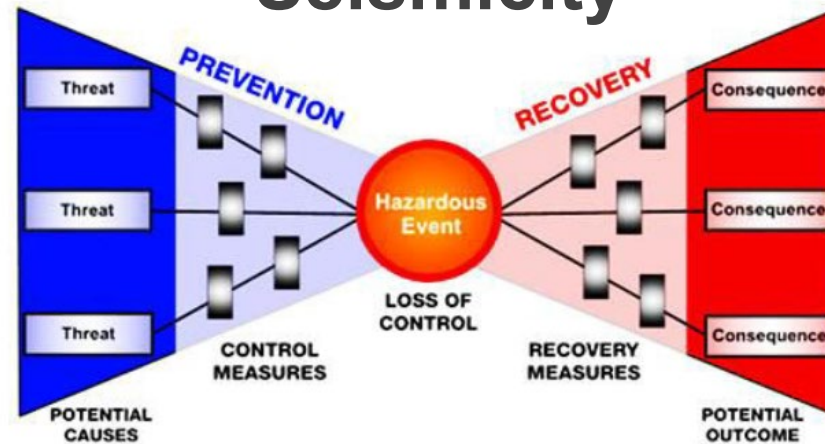 Seismicity
PREVENTION
RECOVERY
Threat
Threat
Threat
Hazardous
Event
Consequence
Consequence
Consequence
LOSS OF
CONTROL
CONTROL
MEASURES
RECOVERY
MEASURES
POTENTIAL
CAUSES
POTENTIAL
OUTCOME